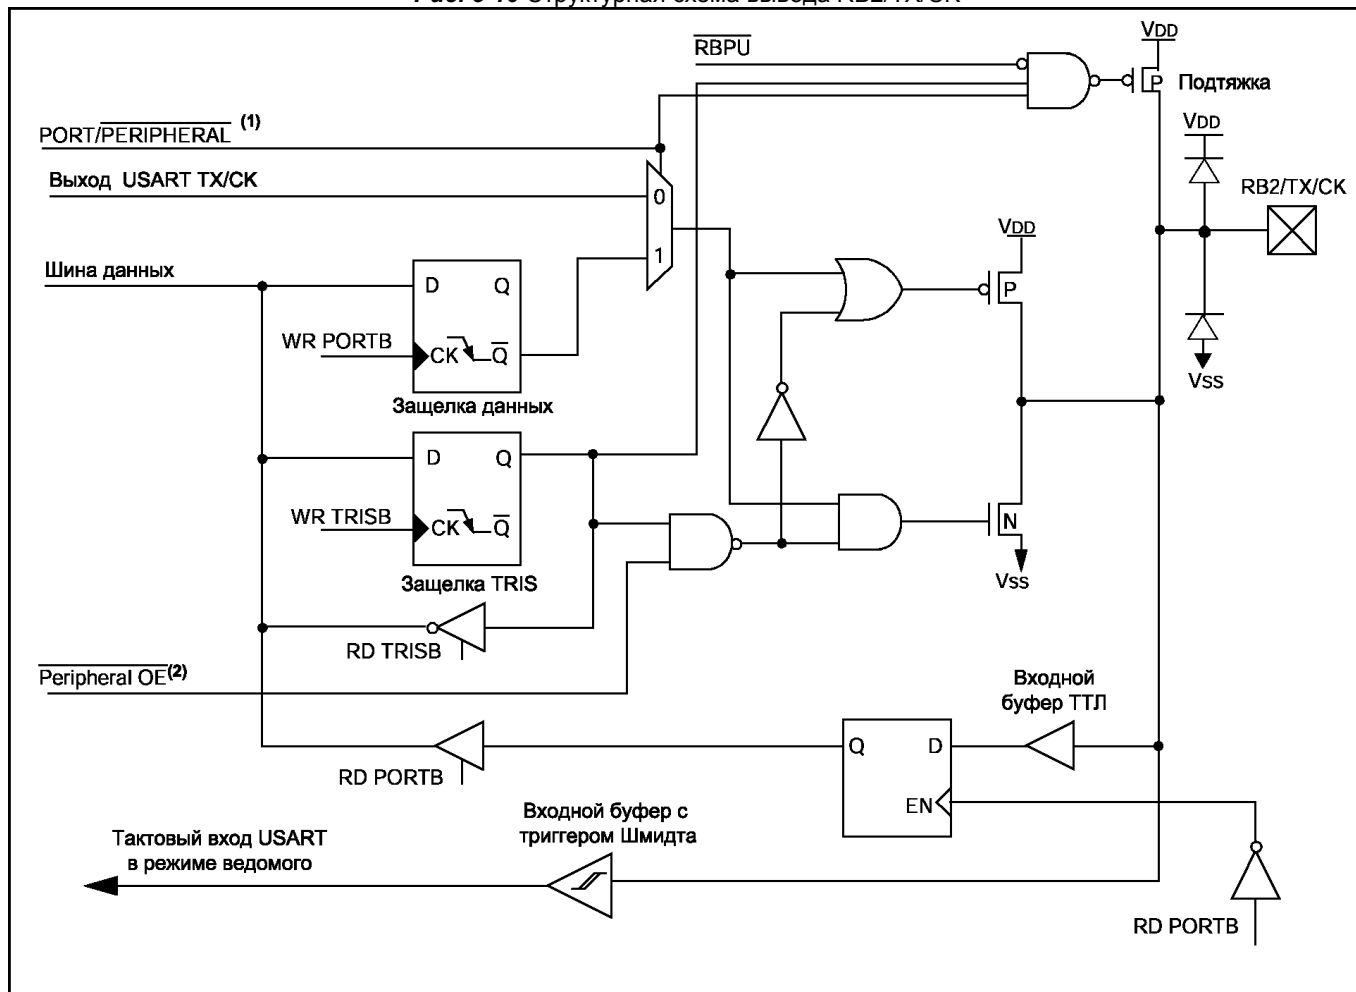 RBPU
VDD
P
Подтяжка
PORT/PERIPHERAL (1)
VDD
Выход USART TX/CK
0
RB2/TX/CK
1
VDD
Шина данных
D
Q
P
WR PORTB
CK
Q
VSS
Защелка данных
D
Q
WR TRISB
CK
Q
N
Защелка TRIS
VSS
RD TRISB
Peripheral OE(2)
Входной
буфер ТТЛ
Q
D
RD PORTB
EN
Входной буфер с
триггером Шмидта
Тактовый вход USART
в режиме ведомого
RD PORTB